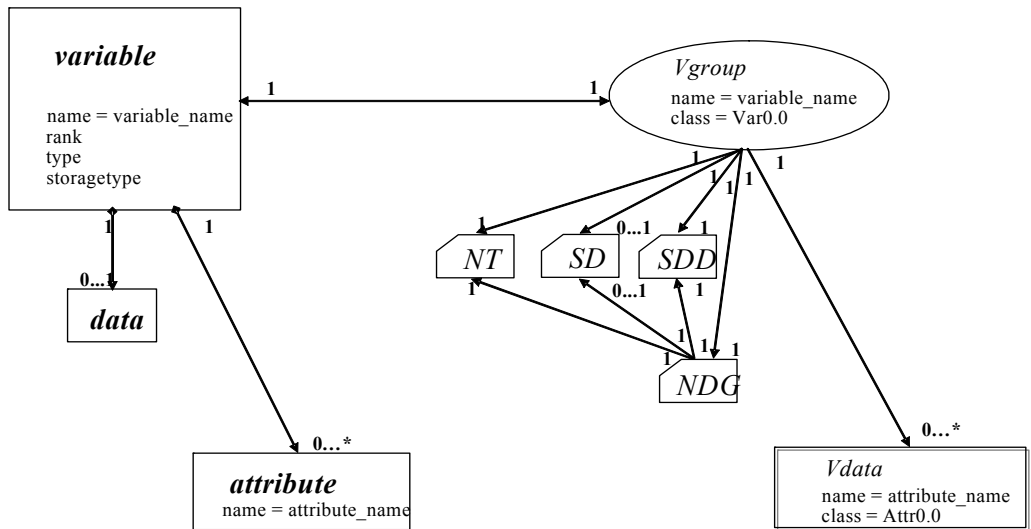 variable
name = variable_name
rank
type
storagetype
1
1
Vgroup
name = variable_name
class = Var0.0
1
1
1
1
1
1
0...1
1
NT
SD
SDD
1
0...1
1
1
1
1
1
NDG
1
1
0...1
data
0...*
attribute
name = attribute_name
0...*
Vdata
name = attribute_name
class = Attr0.0